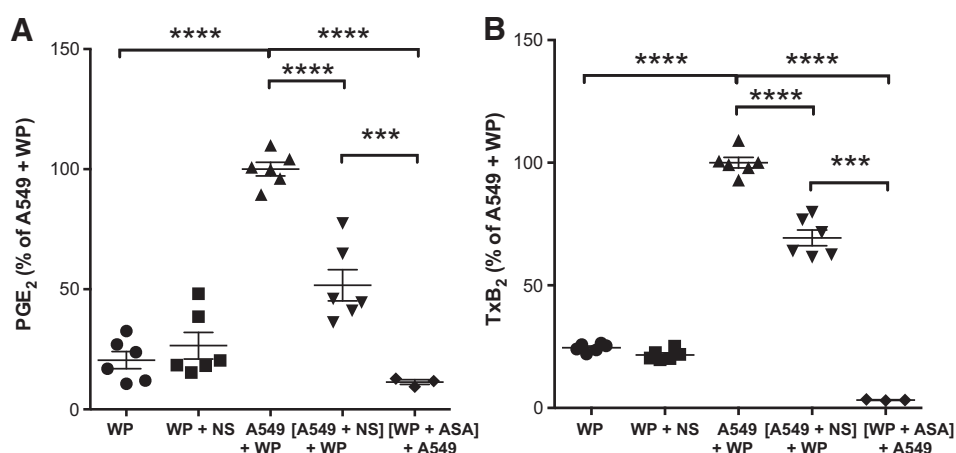 A
PGE2 (% of A549 + WP)
150
100
50
0
****
****
****
***
WP
WP + NS
A549 + WP
[A549 + NS] + WP
[WP + ASA] + A549
B
TxB2 (% of A549 + WP)
150
100
50
0
****
****
****
***
WP
WP + NS
A549 + WP
[A549 + NS] + WP
[WP + ASA] + A549